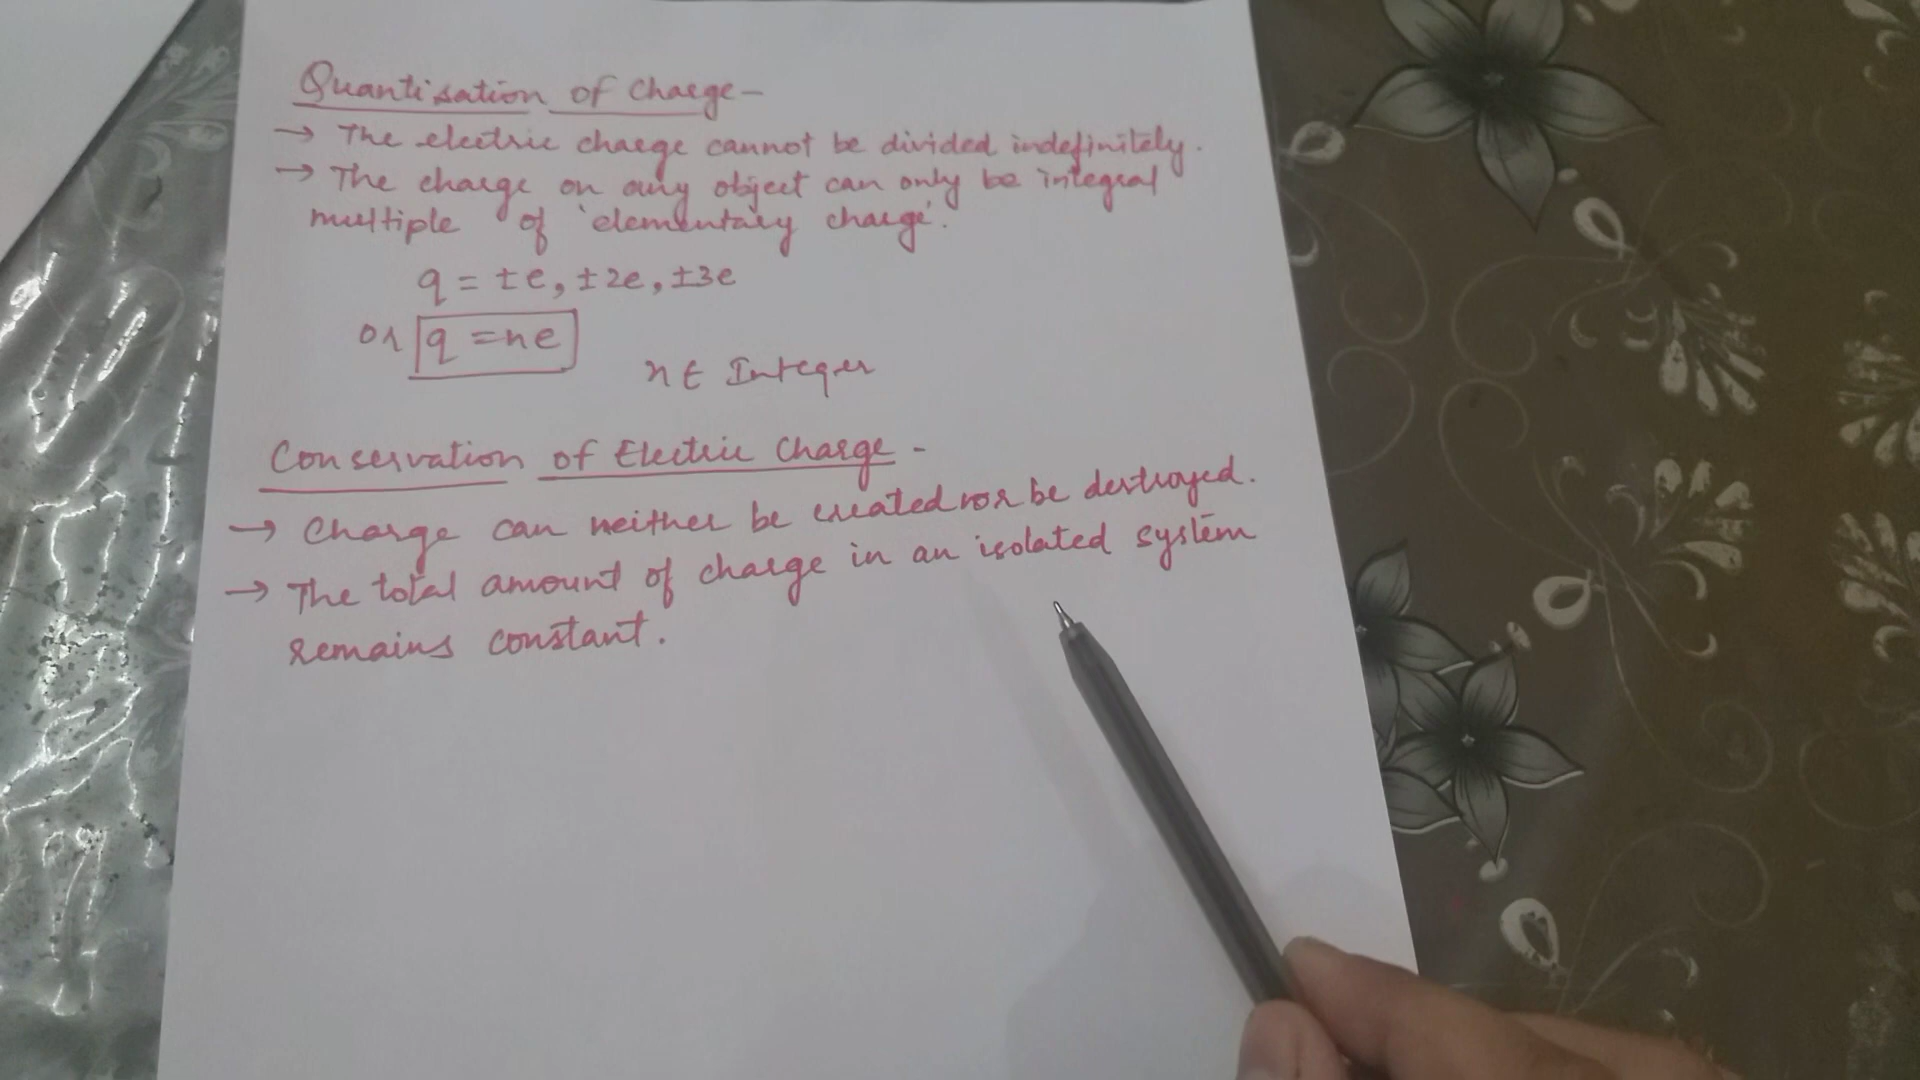 Quantisation of Charge-
→ The electric charge cannot be divided indefinitely.
→ The charge on any object can only be integral
multiple of 'elementary charge'.
q = ±e, ±2e, ±3e
or q = ne
n ∈ Integer
Conservation of Electric Charge -
→ Charge can neither be created nor be destroyed.
→ The total amount of charge in an isolated system
remains constant.